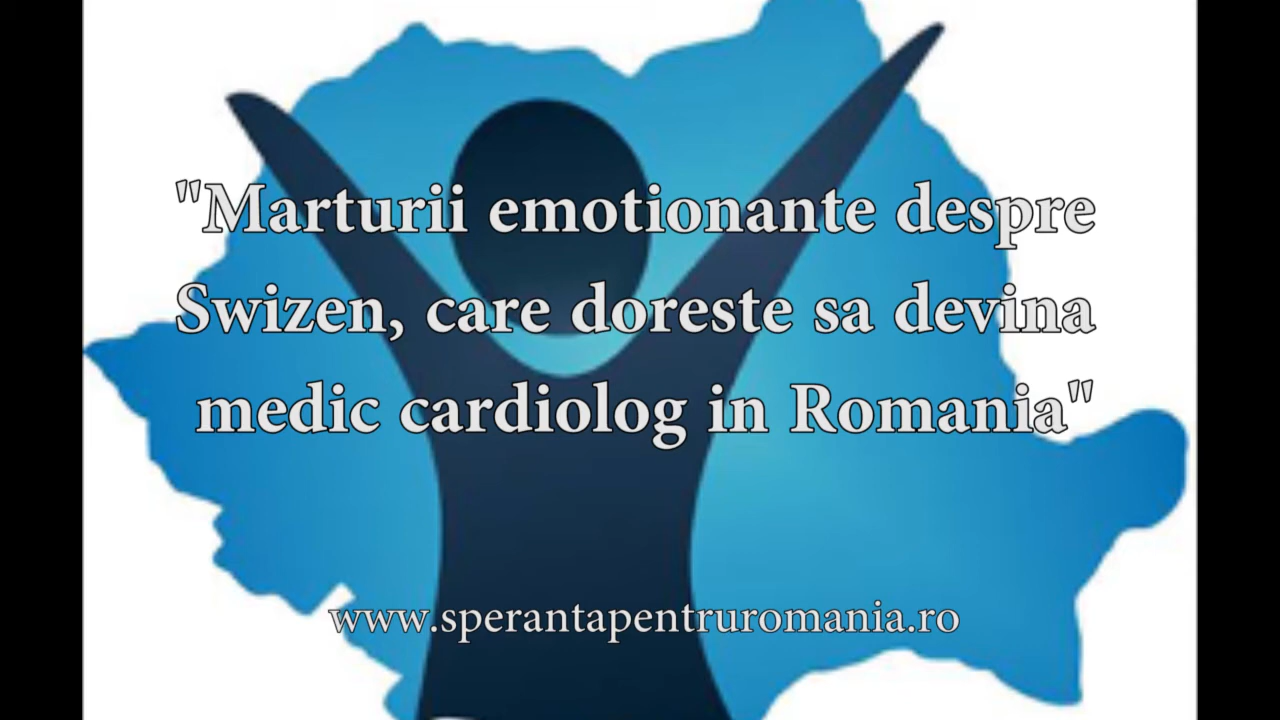 "Marturii emotionante despre
Swizen, care doreste sa devina
medic cardiolog in Romania"
www.sperantapentruromania.ro